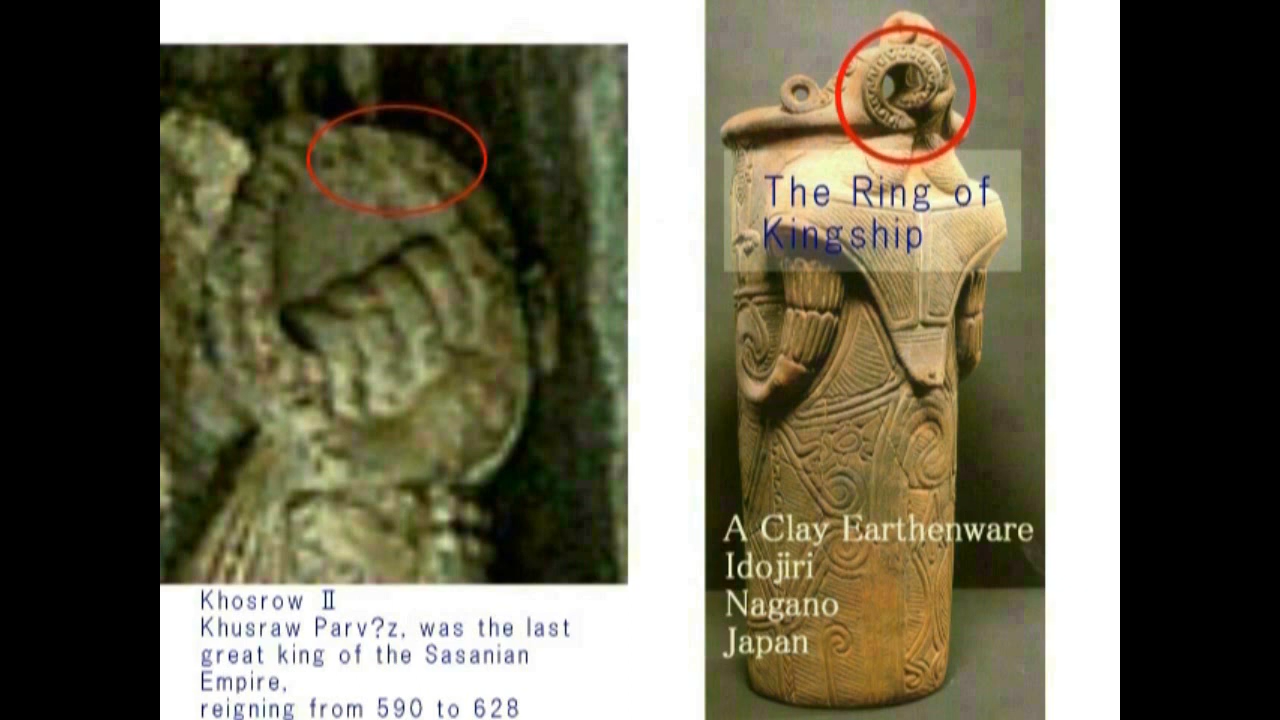 The Ring of
Kingship
A Clay Earthenware
Idojiri
Nagano
Japan
Khosrow Ⅱ
Khusraw Parv?z, was the last
great king of the Sasanian
Empire,
reigning from 590 to 628